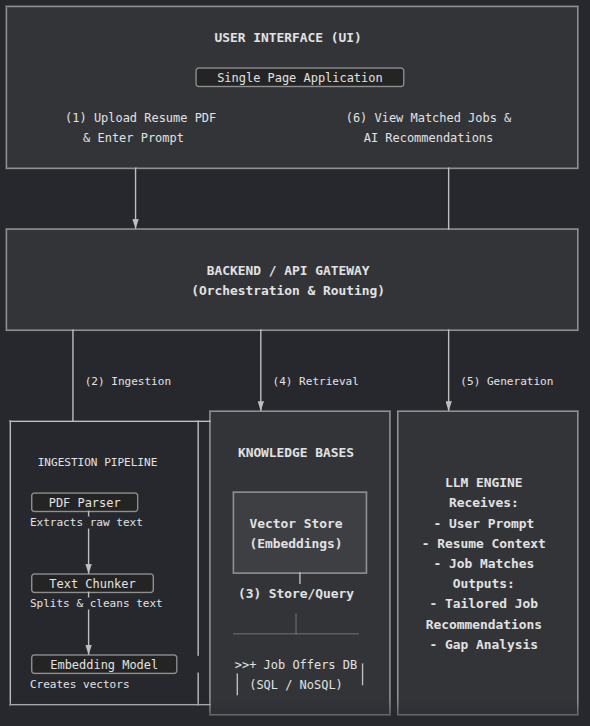 USER INTERFACE (UI)
Single Page Application
(1) Upload Resume PDF
& Enter Prompt
(6) View Matched Jobs &
AI Recommendations
BACKEND / API GATEWAY
(Orchestration & Routing)
(2) Ingestion
(4) Retrieval
(5) Generation
INGESTION PIPELINE
PDF Parser
Extracts raw text
Text Chunker
Splits & cleans text
Embedding Model
Creates vectors
KNOWLEDGE BASES
Vector Store
(Embeddings)
(3) Store/Query
>>+ Job Offers DB
(SQL / NoSQL)
LLM ENGINE
Receives:
- User Prompt
- Resume Context
- Job Matches
Outputs:
- Tailored Job
Recommendations
- Gap Analysis